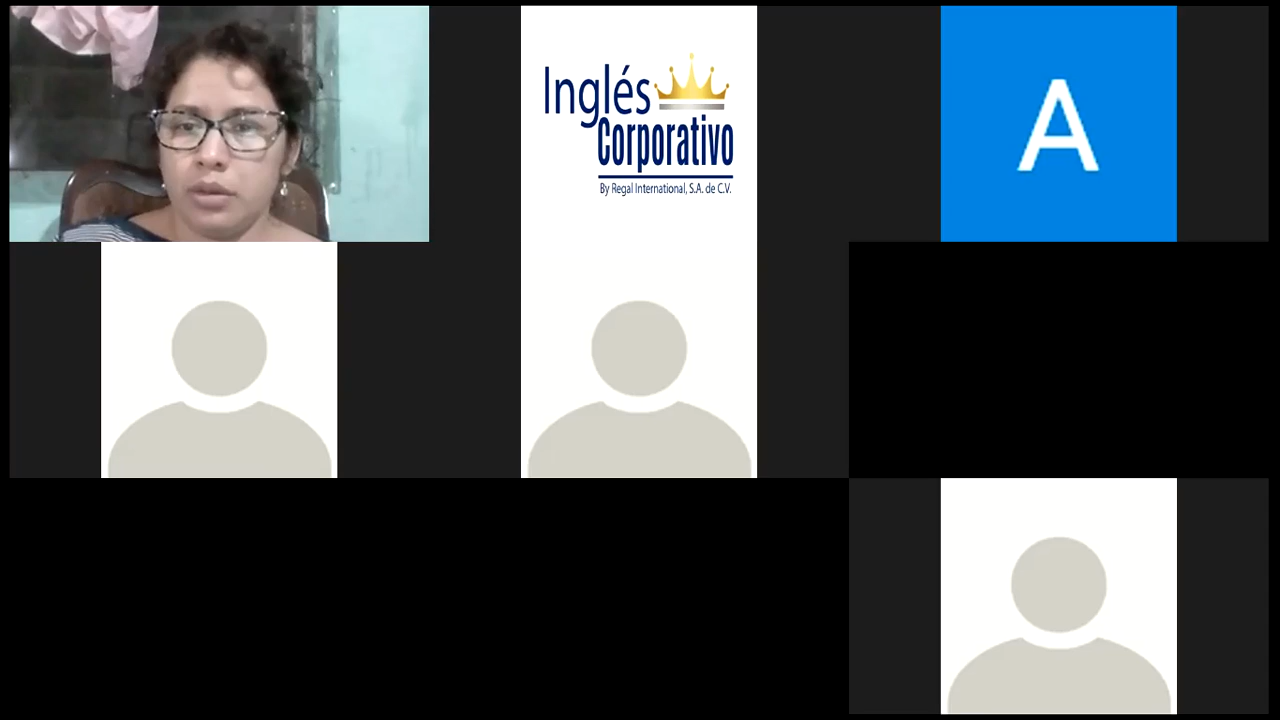 Inglés
Corporativo
By Regal International, S.A. de C.V.
A